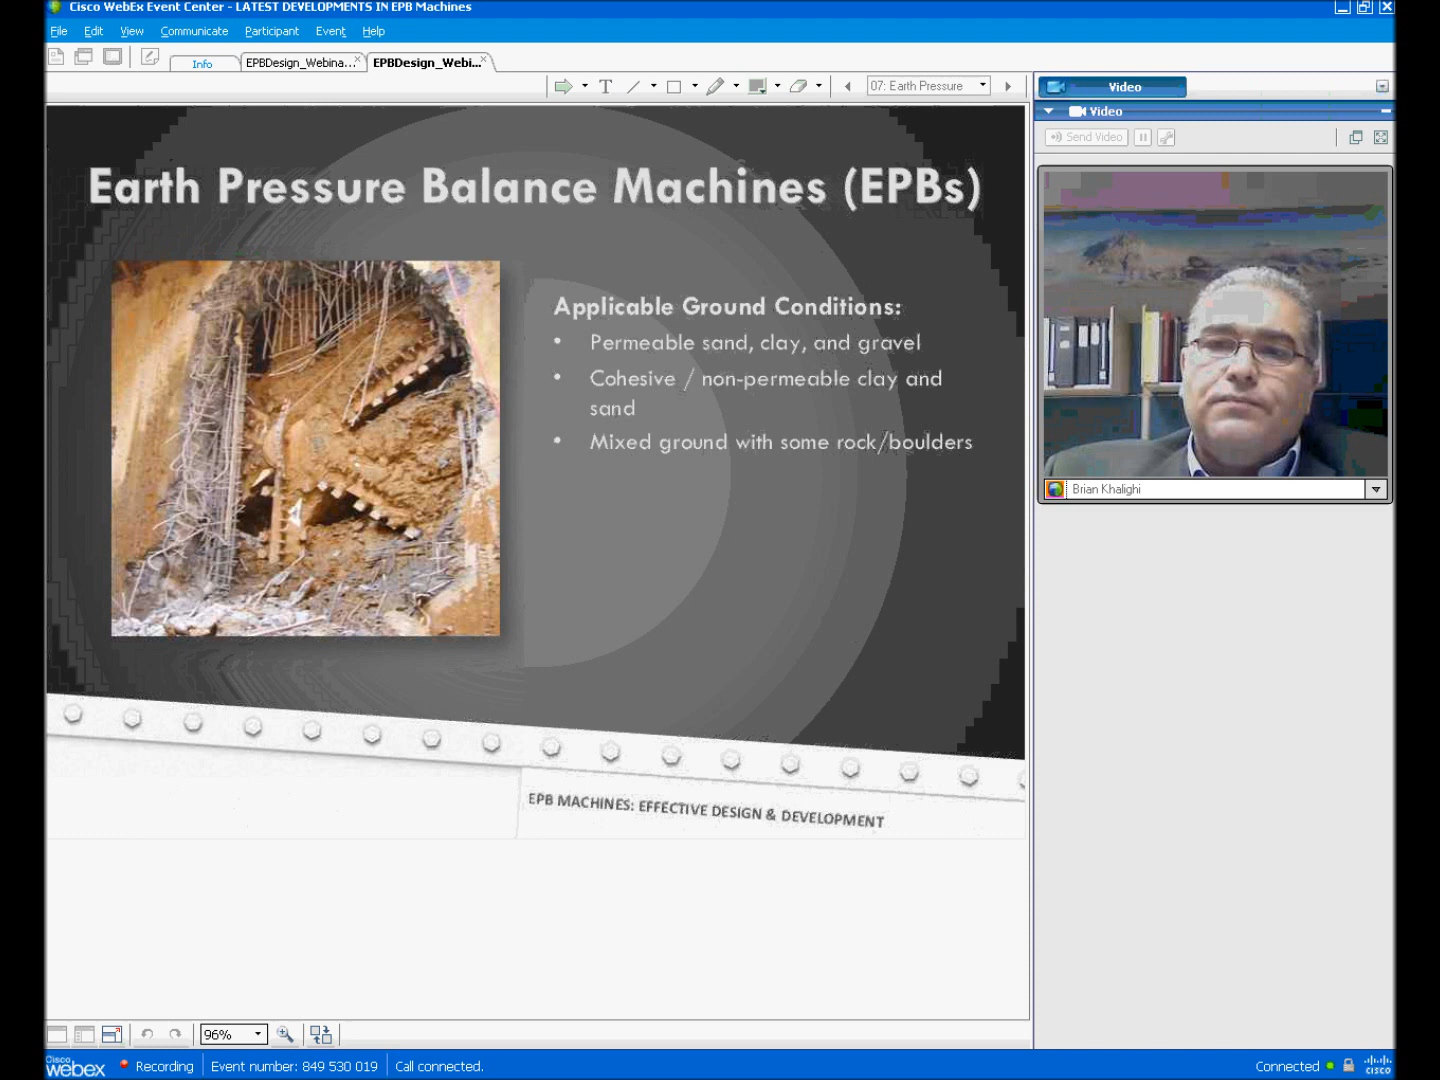 Cisco WebEx Event Center - LATEST DEVELOPMENTS IN EPB Machines
File Edit View Communicate Participant Event Help
Info EPBDesign_Webina... EPBDesign_Webi...
T 07: Earth Pressure
Video
Video
Send Video
Earth Pressure Balance Machines (EPBs)
Applicable Ground Conditions:
• Permeable sand, clay, and gravel
• Cohesive / non-permeable clay and
sand
• Mixed ground with some rock/boulders
Brian Khalighi
EPB MACHINES: EFFECTIVE DESIGN & DEVELOPMENT
96%
Cisco webex Recording Event number: 849 530 019 Call connected. Connected cisco